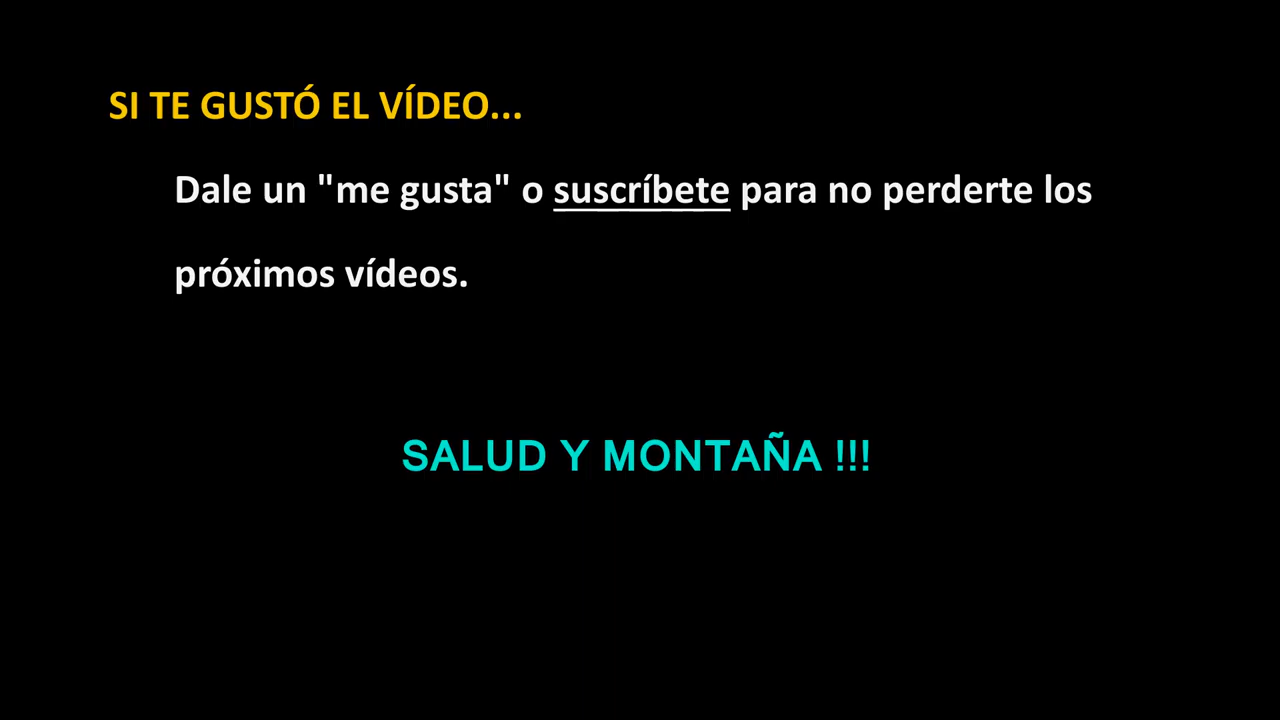 SI TE GUSTÓ EL VÍDEO...
Dale un "me gusta" o suscríbete para no perderte los
próximos vídeos.
SALUD Y MONTAÑA !!!